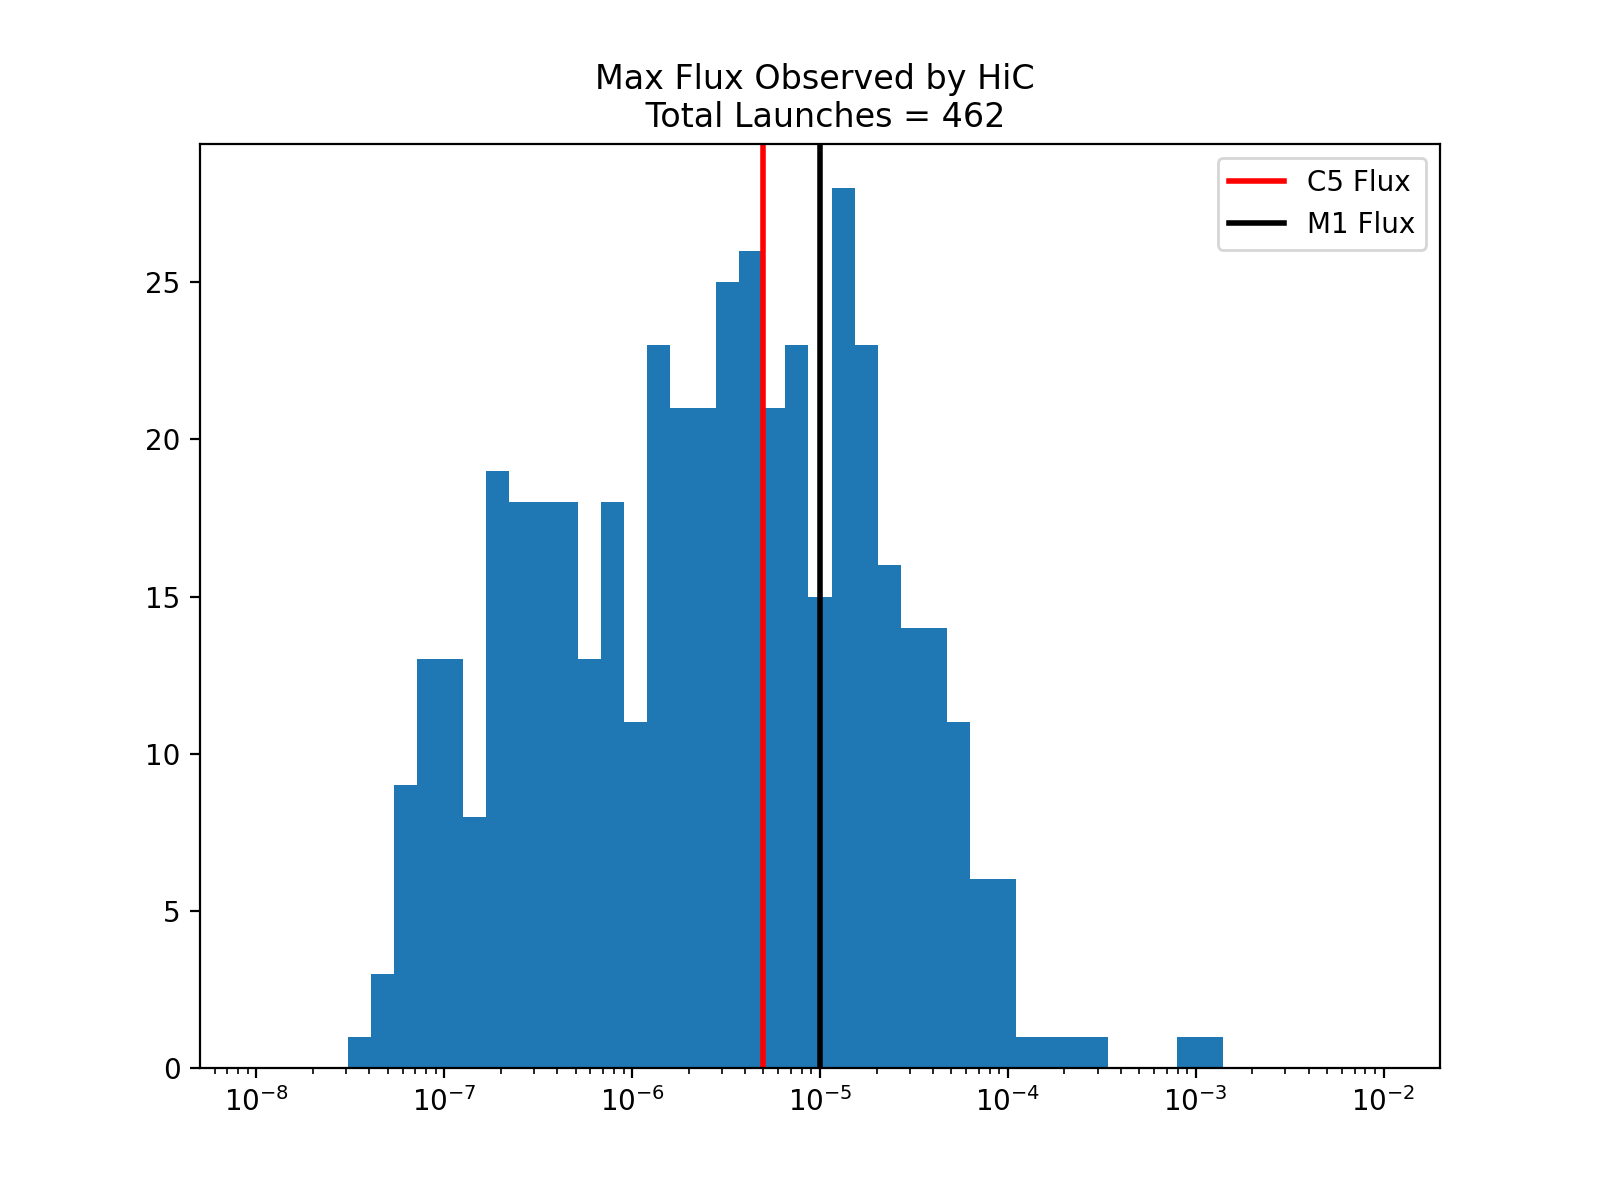 Max Flux Observed by HiC
Total Launches = 462
C5 Flux
M1 Flux
25
20
15
10
5
0
10⁻⁸ 10⁻⁷ 10⁻⁶ 10⁻⁵ 10⁻⁴ 10⁻³ 10⁻²